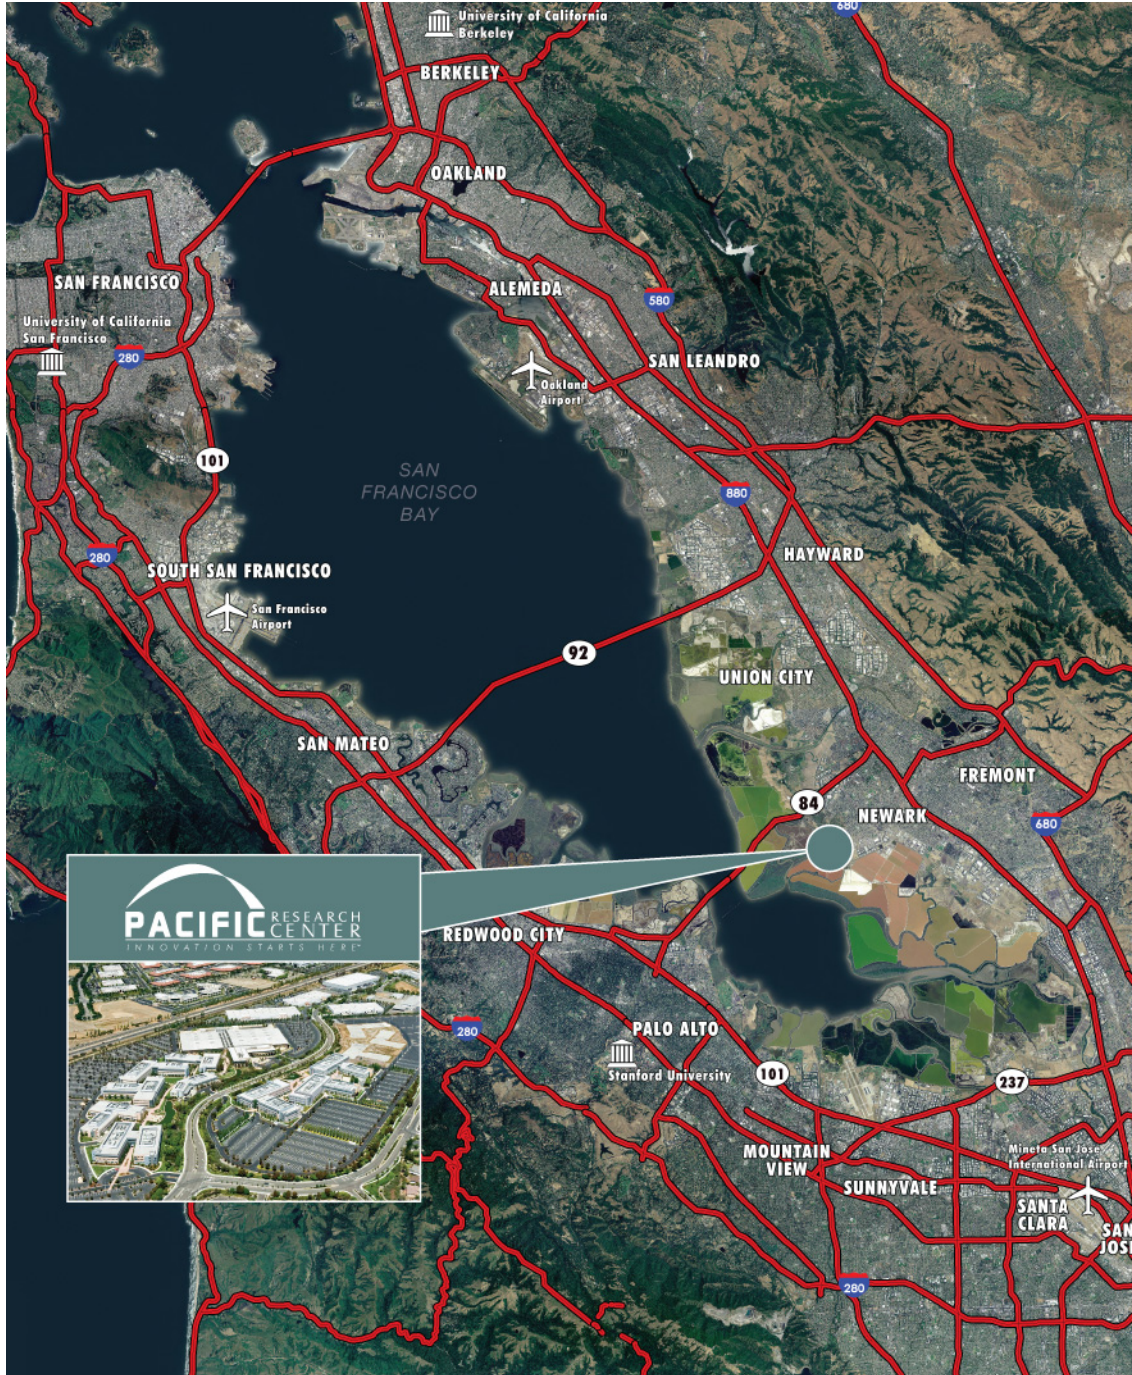 680
University of California
Berkeley
BERKELEY
OAKLAND
SAN FRANCISCO
ALEMEDA
580
University of California
San Francisco
280
SAN LEANDRO
Oakland
Airport
101
SAN
FRANCISCO
BAY
880
280
HAYWARD
SOUTH SAN FRANCISCO
San Francisco
Airport
92
UNION CITY
SAN MATEO
FREMONT
84
NEWARK
680
PACIFIC RESEARCH
CENTER
INNOVATION STARTS HERE
REDWOOD CITY
280
PALO ALTO
Stanford University
101
237
MOUNTAIN
VIEW
Mineta San Jose
International Airport
SUNNYVALE
SANTA
CLARA
SAN
JOSE
280